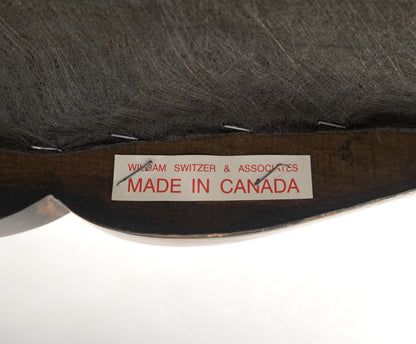 WILLIAM SWITZER & ASSOCIATES
MADE IN CANADA